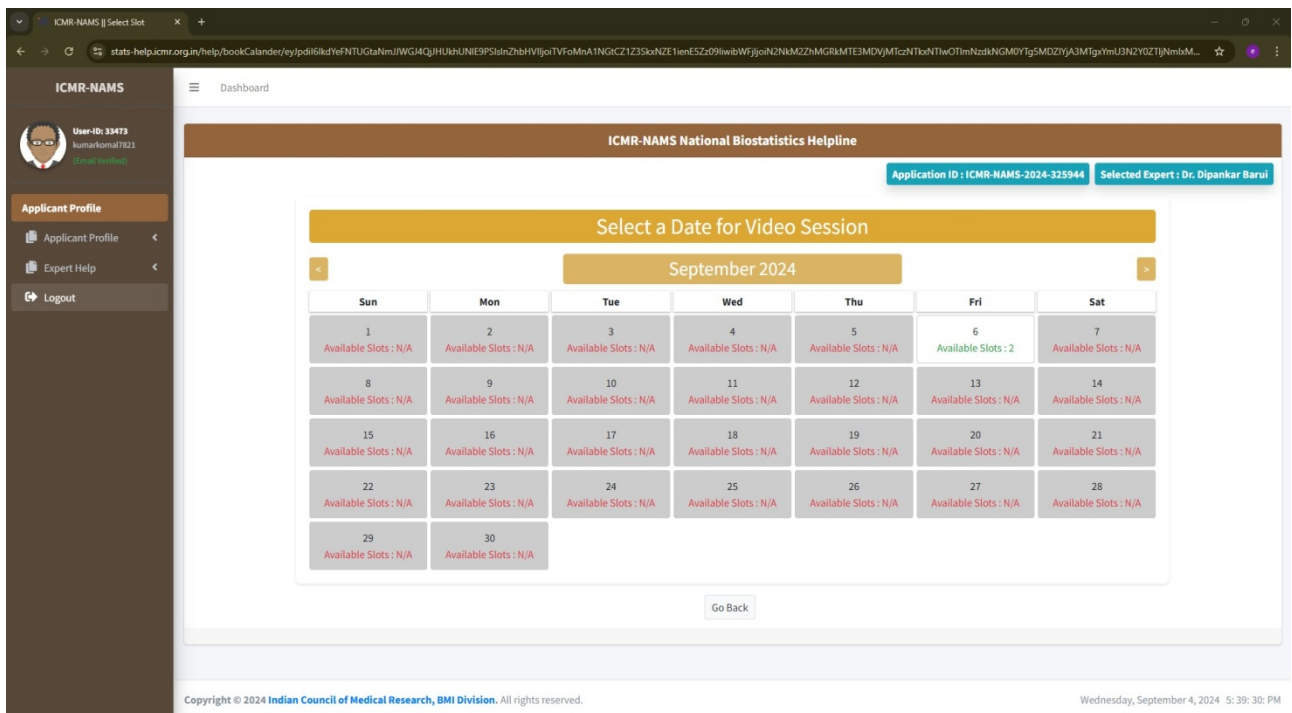 ICMR-NAMS || Select Slot
stats-help.icmr.org.in/help/bookCalander/
ICMR-NAMS
Dashboard
User-ID: 33473
kumarkomal7821
(Email Verified)
Applicant Profile
Applicant Profile
Expert Help
Logout
ICMR-NAMS National Biostatistics Helpline
Application ID : ICMR-NAMS-2024-325944 Selected Expert : Dr. Dipankar Barui
Select a Date for Video Session
< September 2024 >
Sun Mon Tue Wed Thu Fri Sat
1 2 3 4 5 6 7
Available Slots : N/A Available Slots : N/A Available Slots : N/A Available Slots : N/A Available Slots : N/A Available Slots : 2 Available Slots : N/A
8 9 10 11 12 13 14
Available Slots : N/A Available Slots : N/A Available Slots : N/A Available Slots : N/A Available Slots : N/A Available Slots : N/A Available Slots : N/A
15 16 17 18 19 20 21
Available Slots : N/A Available Slots : N/A Available Slots : N/A Available Slots : N/A Available Slots : N/A Available Slots : N/A Available Slots : N/A
22 23 24 25 26 27 28
Available Slots : N/A Available Slots : N/A Available Slots : N/A Available Slots : N/A Available Slots : N/A Available Slots : N/A Available Slots : N/A
29 30
Available Slots : N/A Available Slots : N/A
Go Back
Copyright © 2024 Indian Council of Medical Research, BMI Division. All rights reserved. Wednesday, September 4, 2024 5: 39: 30: PM